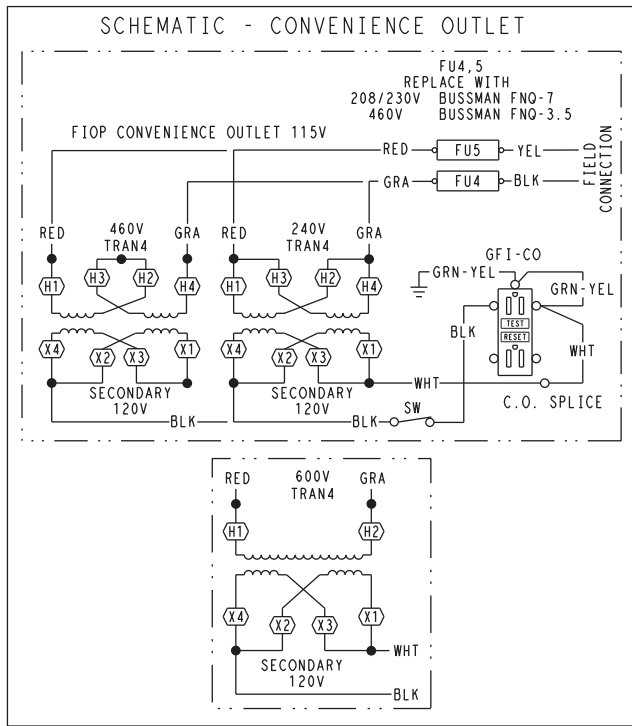 SCHEMATIC - CONVENIENCE OUTLET
FU4,5
REPLACE WITH
208/230V BUSSMAN FNQ-7
460V BUSSMAN FNQ-3.5
FIOP CONVENIENCE OUTLET 115V
RED FU5 YEL
GRA FU4 BLK
FIELD
CONNECTION
RED 460V GRA RED 240V GRA
TRAN4 TRAN4
GFI-CO
H1 H3 H2 H4 H1 H3 H2 H4
GRN-YEL
GRN-YEL
TEST
RESET
BLK
WHT
X4 X2 X3 X1 X4 X2 X3 X1
WHT
SECONDARY SECONDARY
120V 120V
C.O. SPLICE
BLK BLK SW
RED 600V GRA
TRAN4
H1 H2
X4 X2 X3 X1
WHT
SECONDARY
120V
BLK